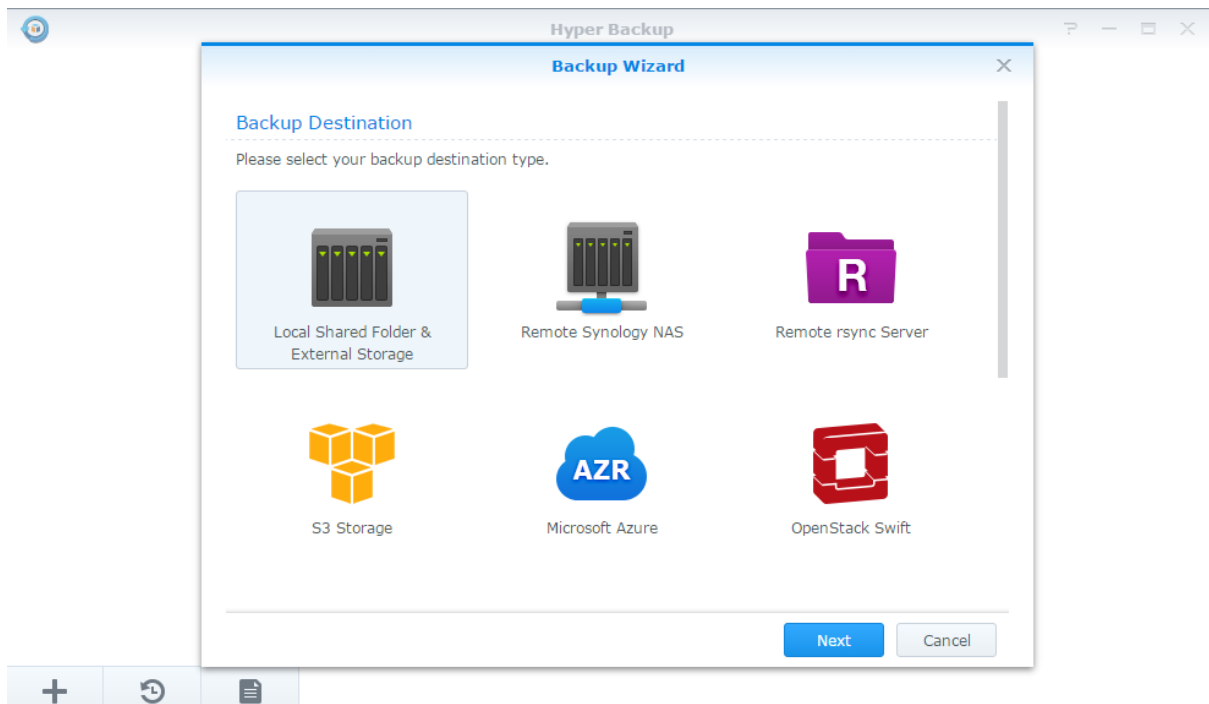 Hyper Backup
Backup Wizard
Backup Destination
Please select your backup destination type.
Local Shared Folder &
External Storage
Remote Synology NAS
R
Remote rsync Server
S3 Storage
AZR
Microsoft Azure
OpenStack Swift
Next
Cancel